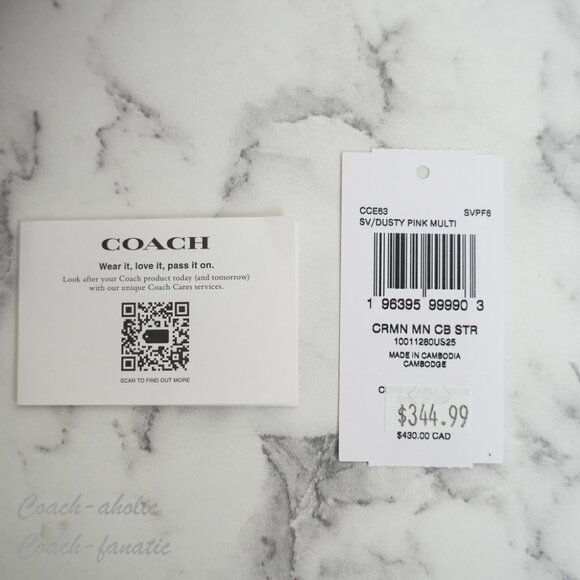 COACH
Wear it, love it, pass it on.
Look after your Coach product today (and tomorrow)
with our unique Coach Cares services.
SCAN TO FIND OUT MORE
CCE63 SVPF6
SV/DUSTY PINK MULTI
1 96395 99990 3
CRMN MN CB STR
10011280US25
MADE IN CAMBODIA
CAMBODGE
$344.99
$430.00 CAD
Coach-aholic
Coach-fanatic